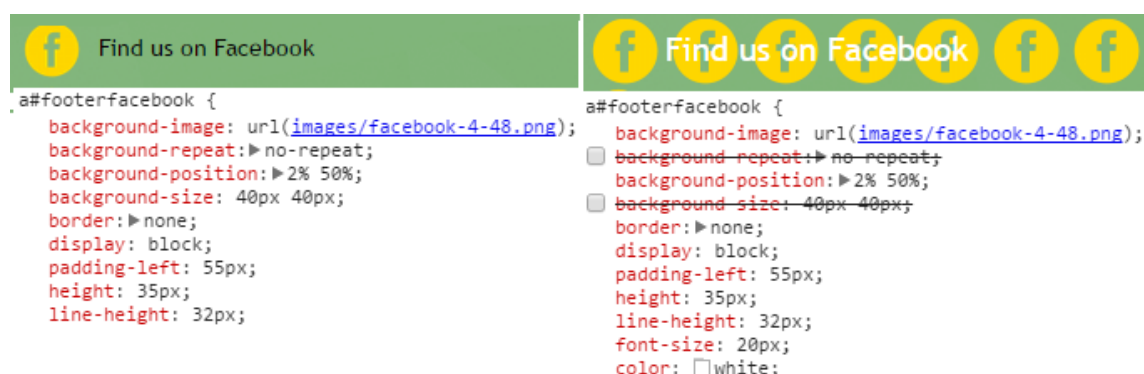 Find us on Facebook
a#footerfacebook {
background-image: url(images/facebook-4-48.png);
background-repeat:▶no-repeat;
background-position:▶2% 50%;
background-size: 40px 40px;
border:▶none;
display: block;
padding-left: 55px;
height: 35px;
line-height: 32px;
Find us on Facebook
a#footerfacebook {
background-image: url(images/facebook-4-48.png);
background-repeat:▶no-repeat;
background-position:▶2% 50%;
background-size: 40px 40px;
border:▶none;
display: block;
padding-left: 55px;
height: 35px;
line-height: 32px;
font-size: 20px;
color: white;